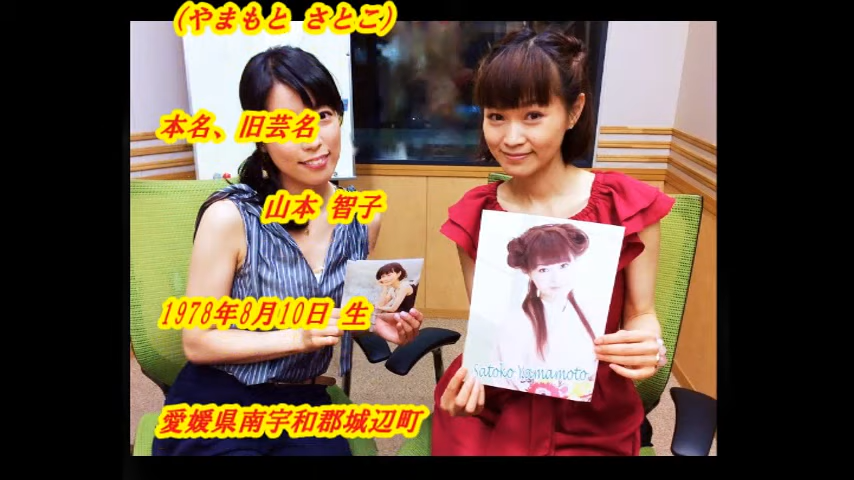 （やまもと さとこ）
本名、旧芸名
山本 智子
1978年8月10日 生
愛媛県南宇和郡城辺町
Satoko Yamamoto